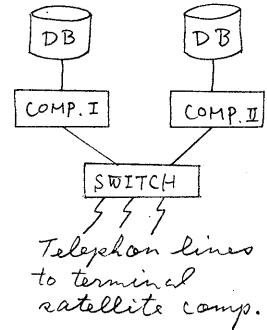 DB DB
COMP. I COMP. II
SWITCH
Telephon lines
to terminal
satellite comp.